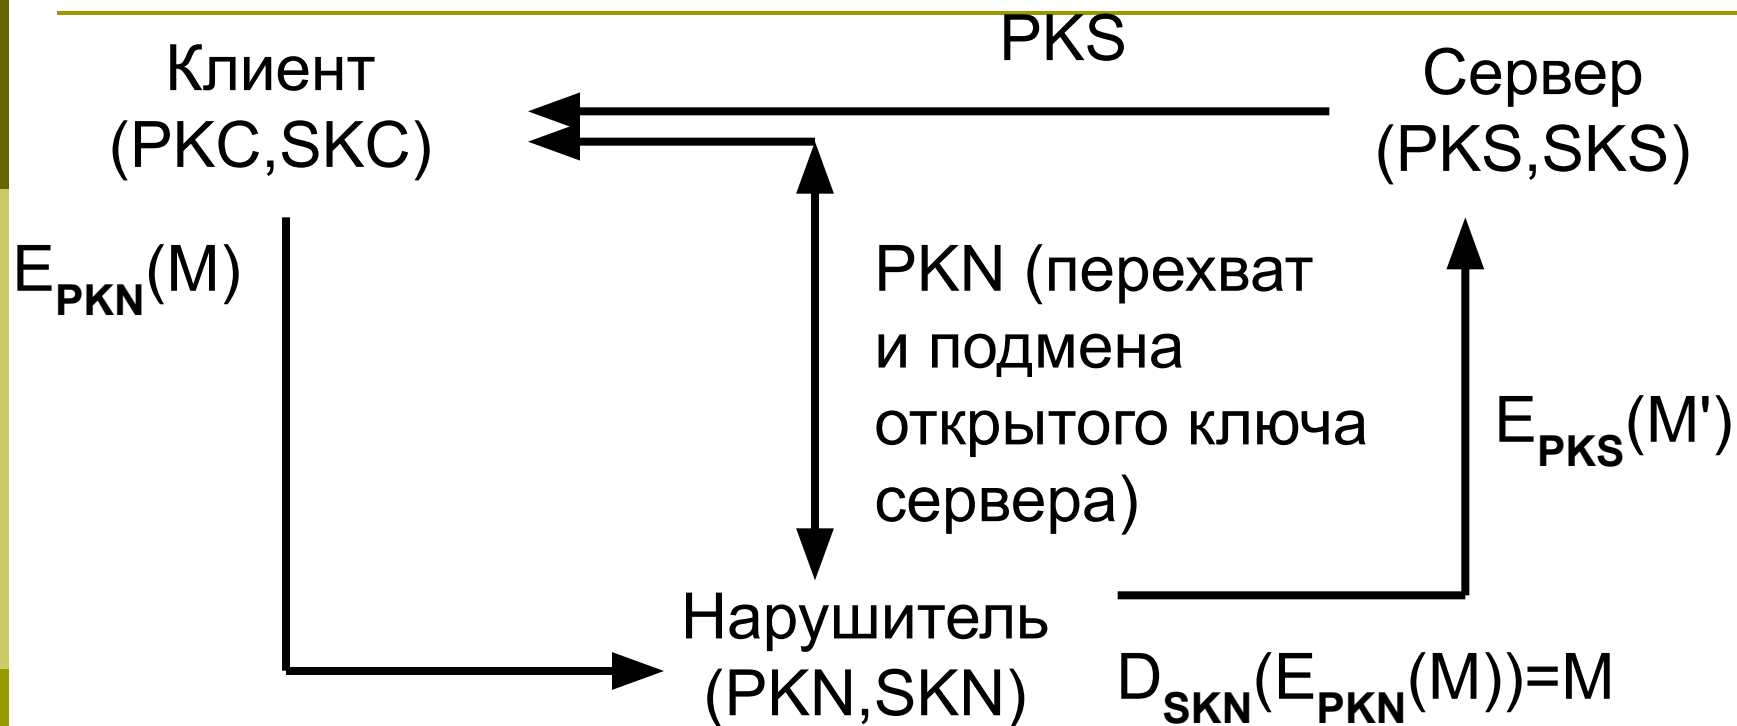 PKS
Клиент
(PKC,SKC)
Сервер
(PKS,SKS)
E_PKN(M)
PKN (перехват
и подмена
открытого ключа
сервера)
E_PKS(M')
Нарушитель
(PKN,SKN)
D_SKN(E_PKN(M))=M